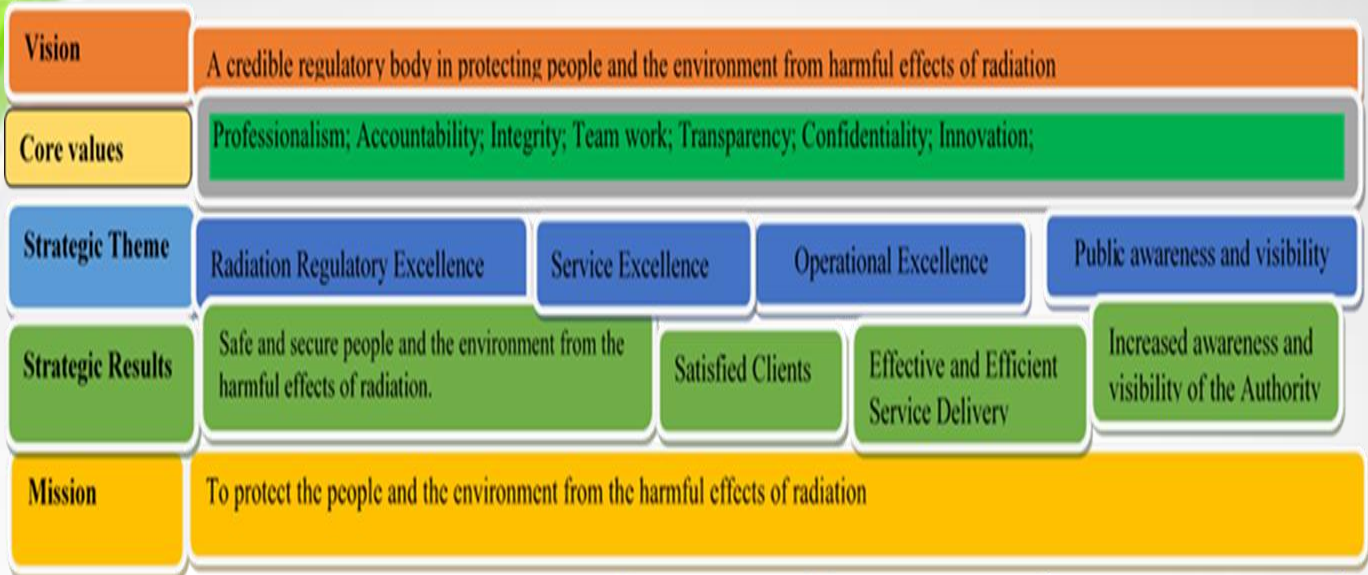 Vision
A credible regulatory body in protecting people and the environment from harmful effects of radiation
Core values
Professionalism; Accountability; Integrity; Team work; Transparency; Confidentiality; Innovation;
Strategic Theme
Radiation Regulatory Excellence
Service Excellence
Operational Excellence
Public awareness and visibility
Strategic Results
Safe and secure people and the environment from the
harmful effects of radiation.
Satisfied Clients
Effective and Efficient
Service Delivery
Increased awareness and
visibility of the Authority
Mission
To protect the people and the environment from the harmful effects of radiation